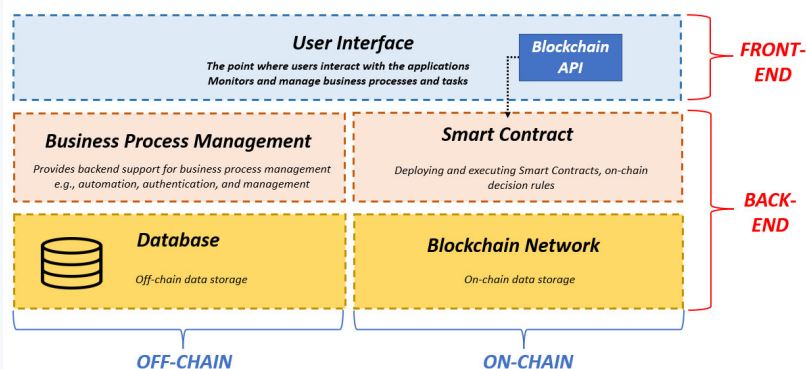 User Interface
The point where users interact with the applications
Monitors and manage business processes and tasks
Blockchain
API
FRONT-
END
Business Process Management
Provides backend support for business process management
e.g., automation, authentication, and management
Smart Contract
Deploying and executing Smart Contracts, on-chain
decision rules
BACK-
END
Database
Off-chain data storage
Blockchain Network
On-chain data storage
OFF-CHAIN
ON-CHAIN